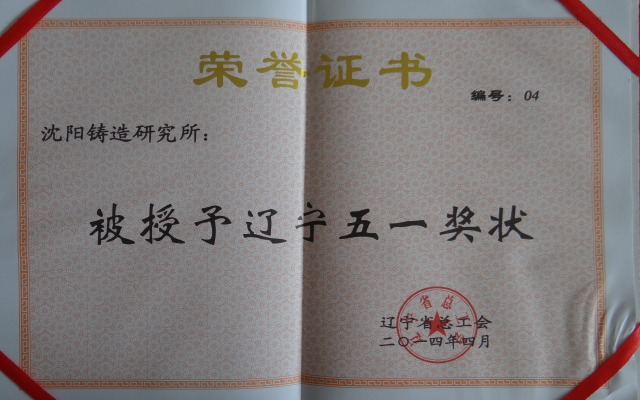 荣誉证书
编号：04
沈阳铸造研究所：
被授予辽宁五一奖状
辽宁省总工会
二〇一四年四月